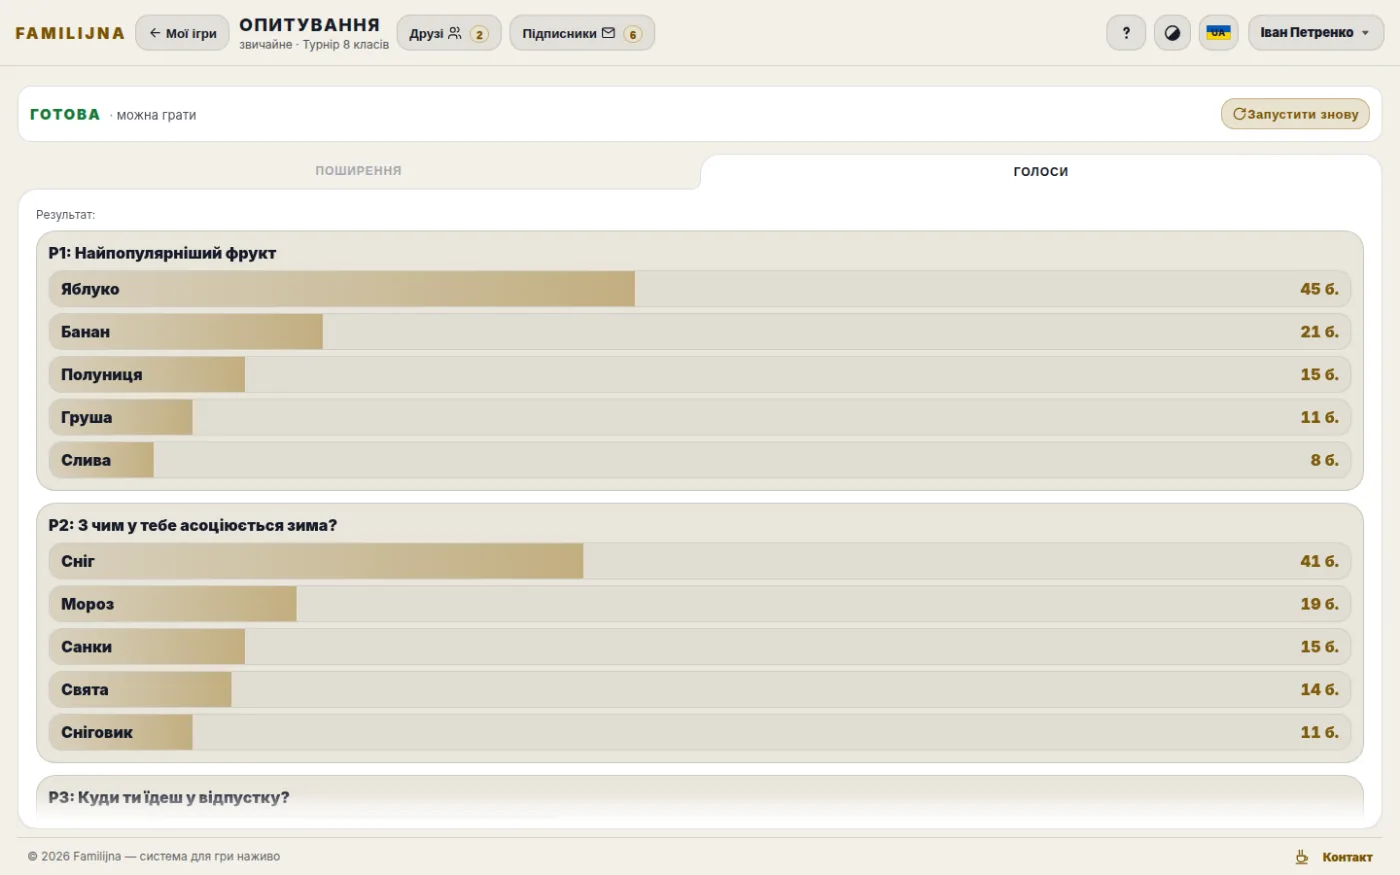 FAMILIJNA
Мої ігри
ОПИТУВАННЯ
звичайне · Турнір 8 класів
Друзі 2
Підписники 6
?
UA
Іван Петренко
ГОТОВА · можна грати
Запустити знову
ПОШИРЕННЯ
ГОЛОСИ
Результат:
P1: Найпопулярніший фрукт
Яблуко 45 б.
Банан 21 б.
Полуниця 15 б.
Груша 11 б.
Слива 8 б.
P2: З чим у тебе асоціюється зима?
Сніг 41 б.
Мороз 19 б.
Санки 15 б.
Свята 14 б.
Сніговик 11 б.
P3: Куди ти їдеш у відпустку?
© 2026 Familijna — система для гри наживо
Контакт